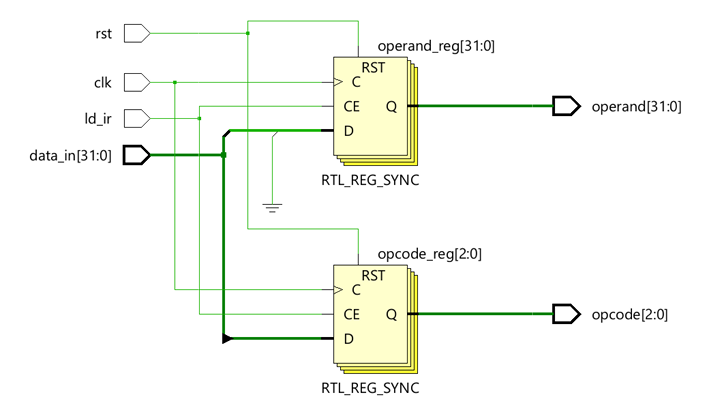 rst
operand_reg[31:0]
RST
clk
C
ld_ir
CE
Q
operand[31:0]
D
data_in[31:0]
RTL_REG_SYNC
opcode_reg[2:0]
RST
C
CE
Q
opcode[2:0]
D
RTL_REG_SYNC